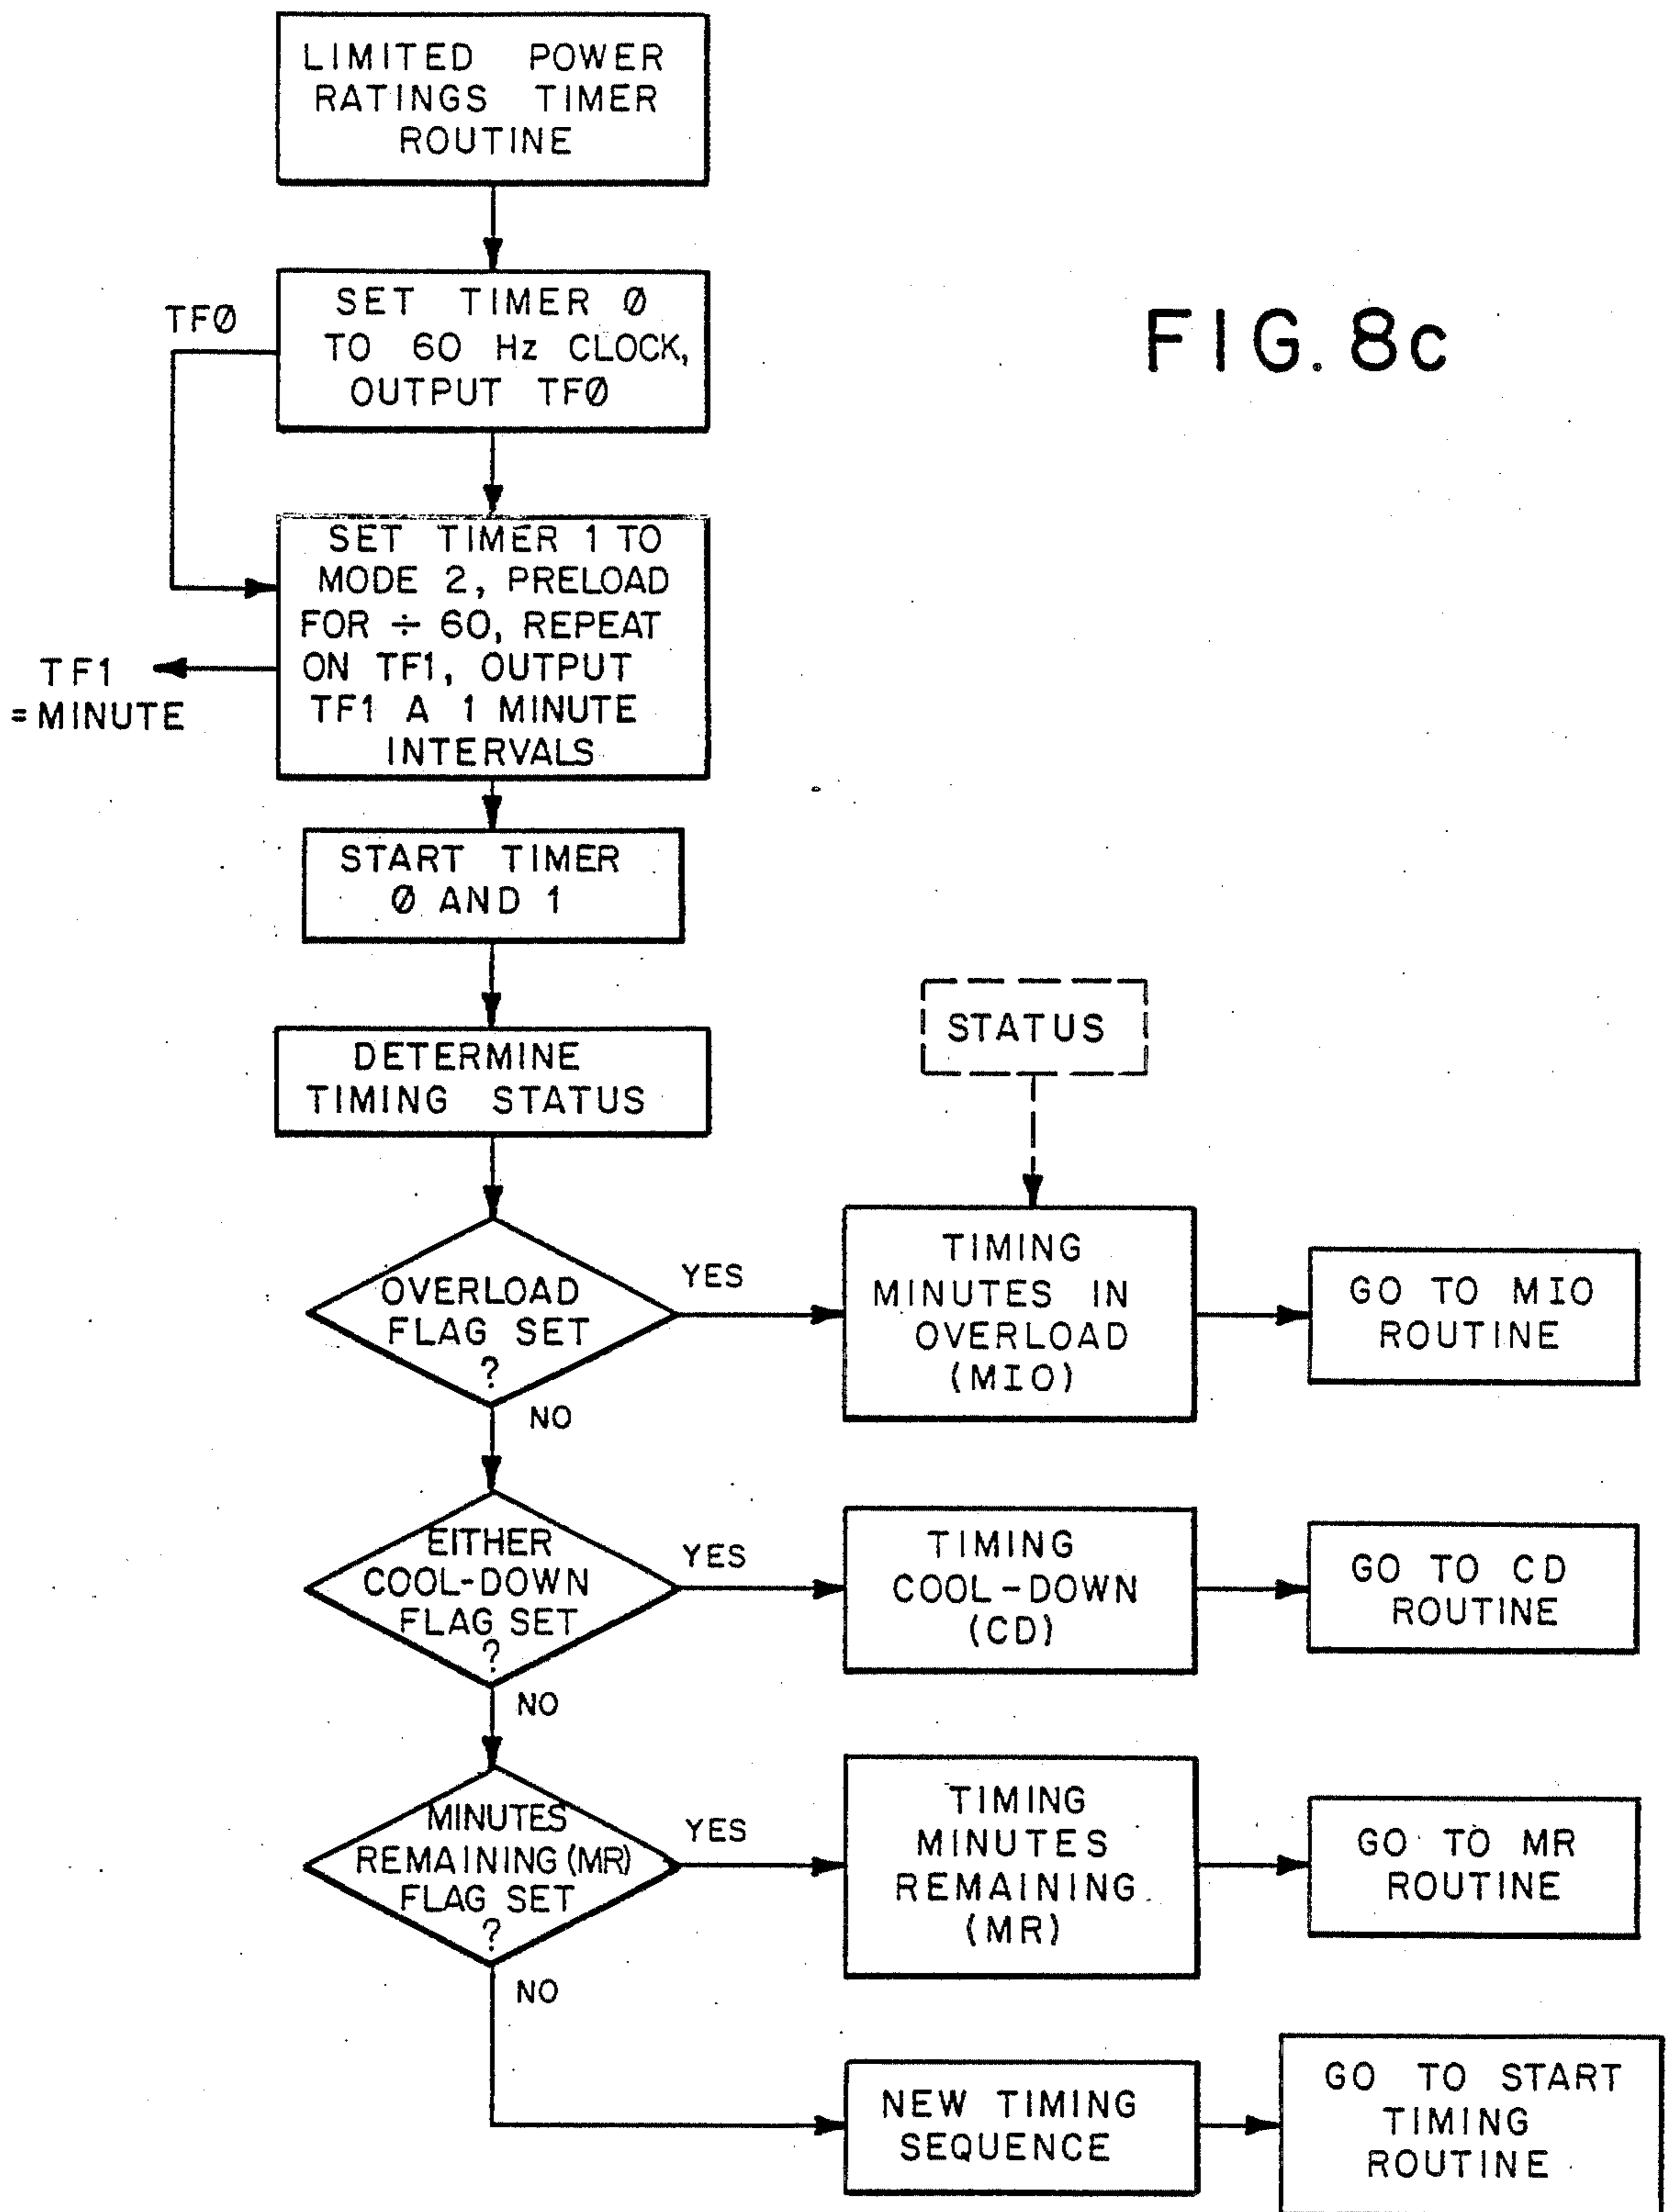 LIMITED POWER
RATINGS TIMER
ROUTINE
TFØ
SET TIMER Ø
TO 60 Hz CLOCK,
OUTPUT TFØ
FIG. 8c
SET TIMER 1 TO
MODE 2, PRELOAD
FOR ÷ 60, REPEAT
ON TF1, OUTPUT
TF1 A 1 MINUTE
INTERVALS
TF1
=MINUTE
START TIMER
Ø AND 1
DETERMINE
TIMING STATUS
STATUS
OVERLOAD
FLAG SET
?
YES
NO
TIMING
MINUTES IN
OVERLOAD
(MIO)
GO TO MIO
ROUTINE
EITHER
COOL-DOWN
FLAG SET
?
YES
NO
TIMING
COOL-DOWN
(CD)
GO TO CD
ROUTINE
MINUTES
REMAINING (MR)
FLAG SET
?
YES
NO
TIMING
MINUTES
REMAINING
(MR)
GO TO MR
ROUTINE
NEW TIMING
SEQUENCE
GO TO START
TIMING
ROUTINE